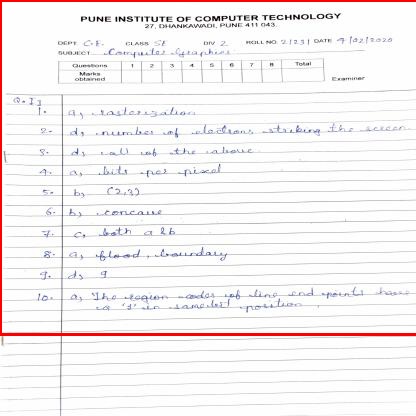 PUNE INSTITUTE OF COMPUTER TECHNOLOGY
27, DHANKAWADI, PUNE 411 043.
DEPT. C.E. CLASS SE DIV 2 ROLL NO. 2123 DATE 4/02/2020
SUBJECT Computer Graphics
Questions 1 2 3 4 5 6 7 8 Total
Marks obtained
Examiner
Q.1]
1. a) rasterization
2. d) number of electrons striking the screen
3. d) all of the above
4. a) bits per pixel
5. b) (2,3)
6. b) concave
7. c) both a & b
8. a) flood, boundary
9. d) 9
10. a) The region codes of line end points have
a '1' in same bit position.